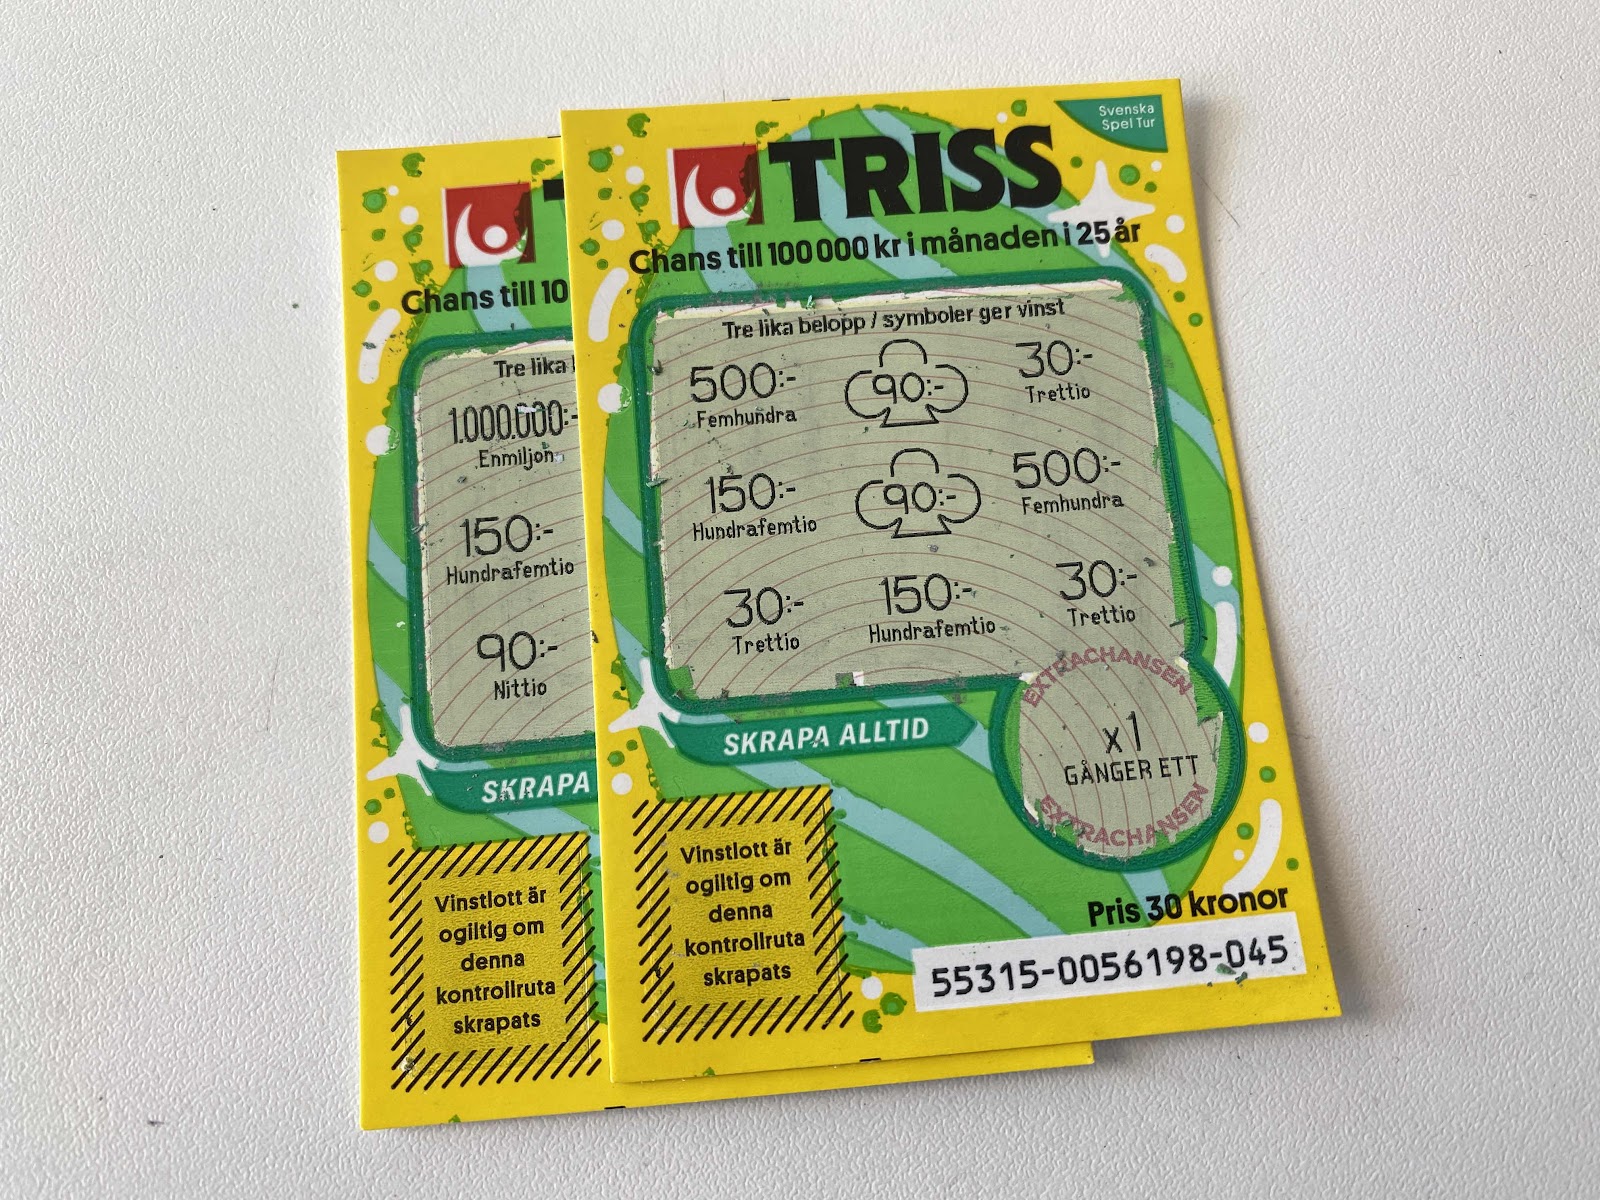 Svenska
Spel Tur
TRISS
Chans till 100 000 kr i månaden i 25 år
Tre lika belopp / symboler ger vinst
500:- 90:- 30:-
Femhundra Trettio
150:- 90:- 500:-
Hundrafemtio Femhundra
30:- 150:- 30:-
Trettio Hundrafemtio Trettio
EXTRACHANSEN
x1
GÅNGER ETT
EXTRACHANSEN
SKRAPA ALLTID
Vinstlott är
ogiltig om
denna
kontrollruta
skrapats
Pris 30 kronor
55315-0056198-045
Chans till 10
Tre lika
1.000.000:-
Enmiljon
150:-
Hundrafemtio
90:-
Nittio
SKRAPA
Vinstlott är
ogiltig om
denna
kontrollruta
skrapats